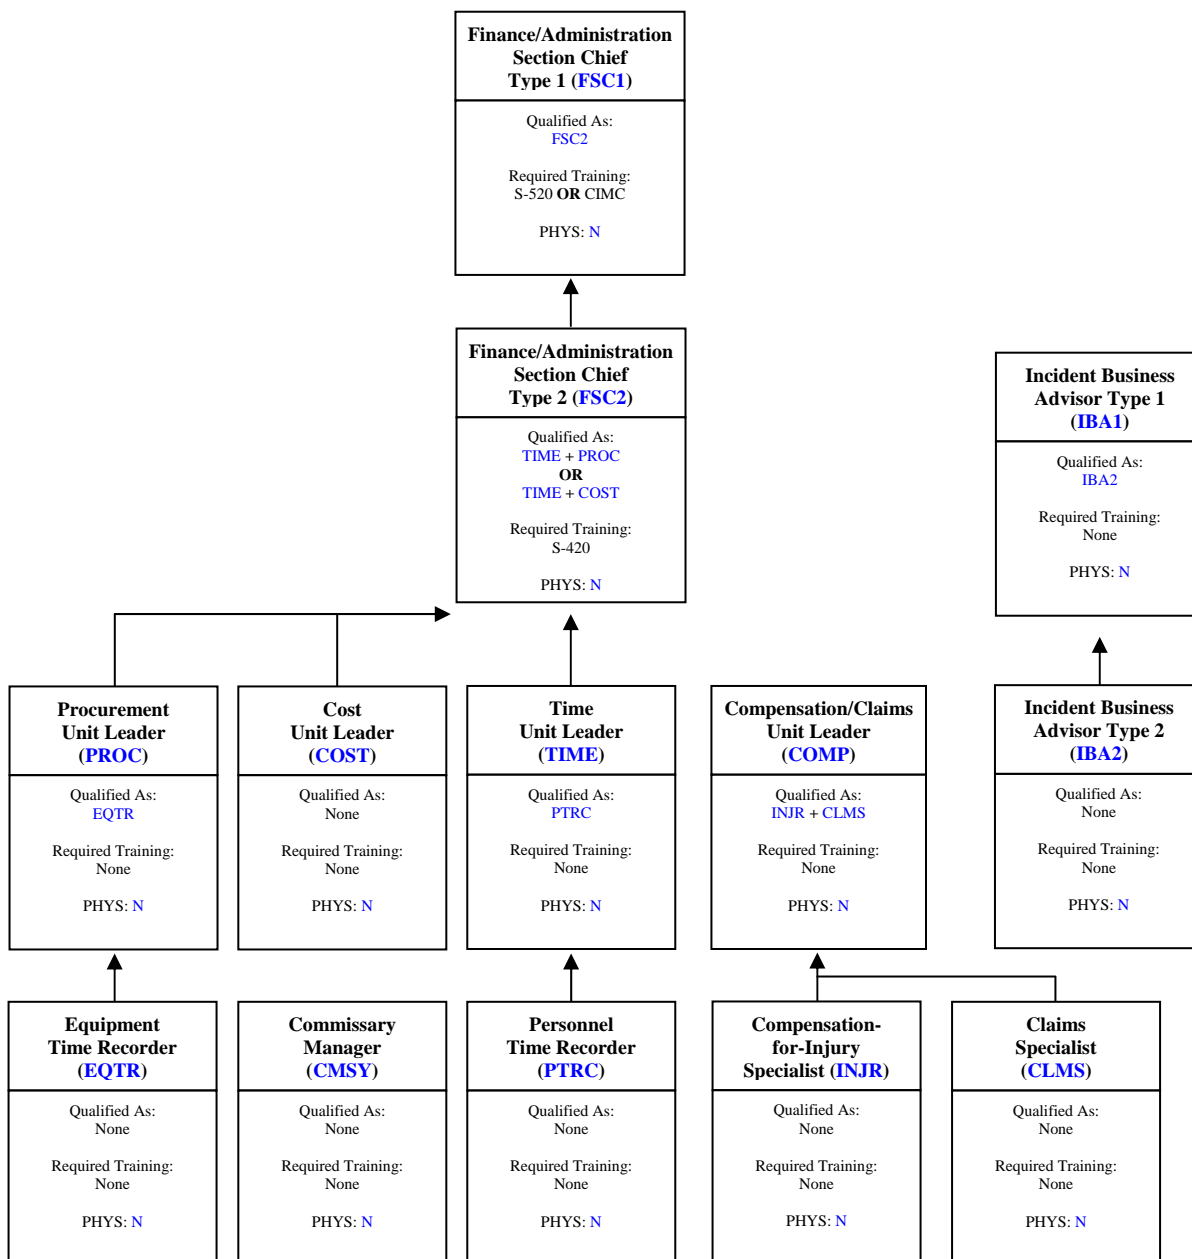 Finance/Administration
Section Chief
Type 1 (FSC1)
Qualified As:
FSC2
Required Training:
S-520 OR CIMC
PHYS: N
Finance/Administration
Section Chief
Type 2 (FSC2)
Qualified As:
TIME + PROC
OR
TIME + COST
Required Training:
S-420
PHYS: N
Incident Business
Advisor Type 1
(IBA1)
Qualified As:
IBA2
Required Training:
None
PHYS: N
Procurement
Unit Leader
(PROC)
Qualified As:
EQTR
Required Training:
None
PHYS: N
Cost
Unit Leader
(COST)
Qualified As:
None
Required Training:
None
PHYS: N
Time
Unit Leader
(TIME)
Qualified As:
PTRC
Required Training:
None
PHYS: N
Compensation/Claims
Unit Leader
(COMP)
Qualified As:
INJR + CLMS
Required Training:
None
PHYS: N
Incident Business
Advisor Type 2
(IBA2)
Qualified As:
None
Required Training:
None
PHYS: N
Equipment
Time Recorder
(EQTR)
Qualified As:
None
Required Training:
None
PHYS: N
Commissary
Manager
(CMSY)
Qualified As:
None
Required Training:
None
PHYS: N
Personnel
Time Recorder
(PTRC)
Qualified As:
None
Required Training:
None
PHYS: N
Compensation-
for-Injury
Specialist (INJR)
Qualified As:
None
Required Training:
None
PHYS: N
Claims
Specialist
(CLMS)
Qualified As:
None
Required Training:
None
PHYS: N